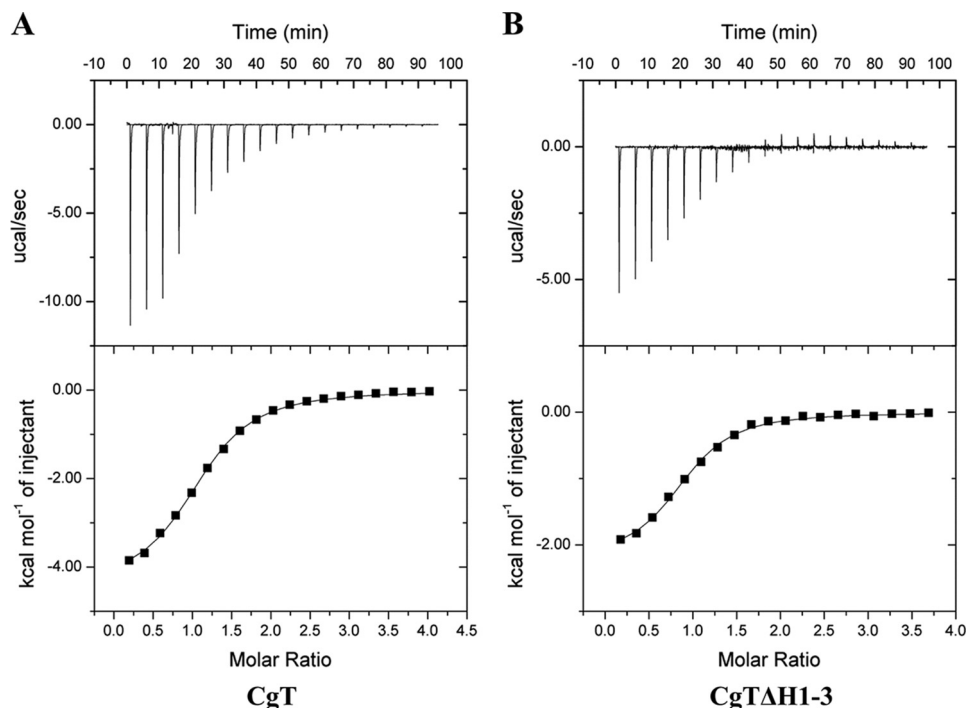 A
Time (min)
-10 0 10 20 30 40 50 60 70 80 90 100
0.00
-5.00
-10.00
ucal/sec
0.00
-2.00
-4.00
kcal mol⁻¹ of injectant
0.0 0.5 1.0 1.5 2.0 2.5 3.0 3.5 4.0 4.5
Molar Ratio
CgT
B
Time (min)
-10 0 10 20 30 40 50 60 70 80 90 100
0.00
-5.00
ucal/sec
0.00
-2.00
kcal mol⁻¹ of injectant
0.0 0.5 1.0 1.5 2.0 2.5 3.0 3.5 4.0
Molar Ratio
CgTΔH1-3